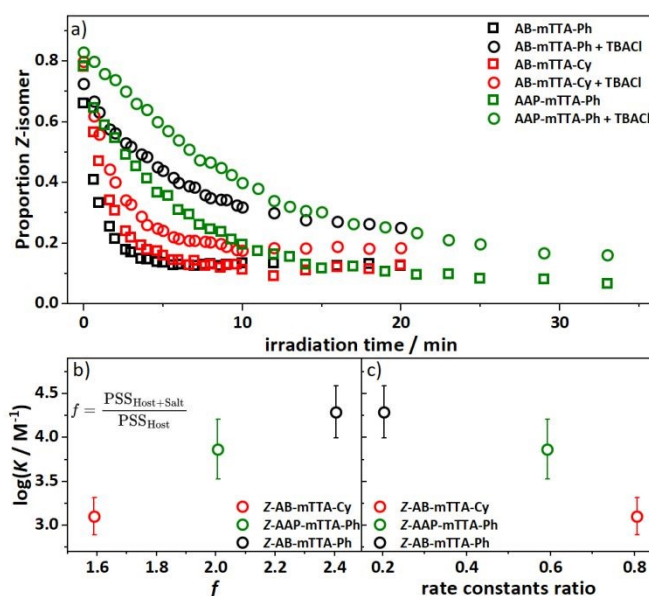 a)
AB-mTTA-Ph
AB-mTTA-Ph + TBACl
AB-mTTA-Cy
AB-mTTA-Cy + TBACl
AAP-mTTA-Ph
AAP-mTTA-Ph + TBACl
Proportion Z-isomer
0.8
0.6
0.4
0.2
0.0
0 10 20 30
irradiation time / min
b)
f = PSS_Host+Salt / PSS_Host
log(K / M⁻¹)
4.5
4.0
3.5
3.0
Z-AB-mTTA-Cy
Z-AAP-mTTA-Ph
Z-AB-mTTA-Ph
1.6 1.8 2.0 2.2 2.4
f
c)
Z-AB-mTTA-Cy
Z-AAP-mTTA-Ph
Z-AB-mTTA-Ph
0.2 0.4 0.6 0.8
rate constants ratio